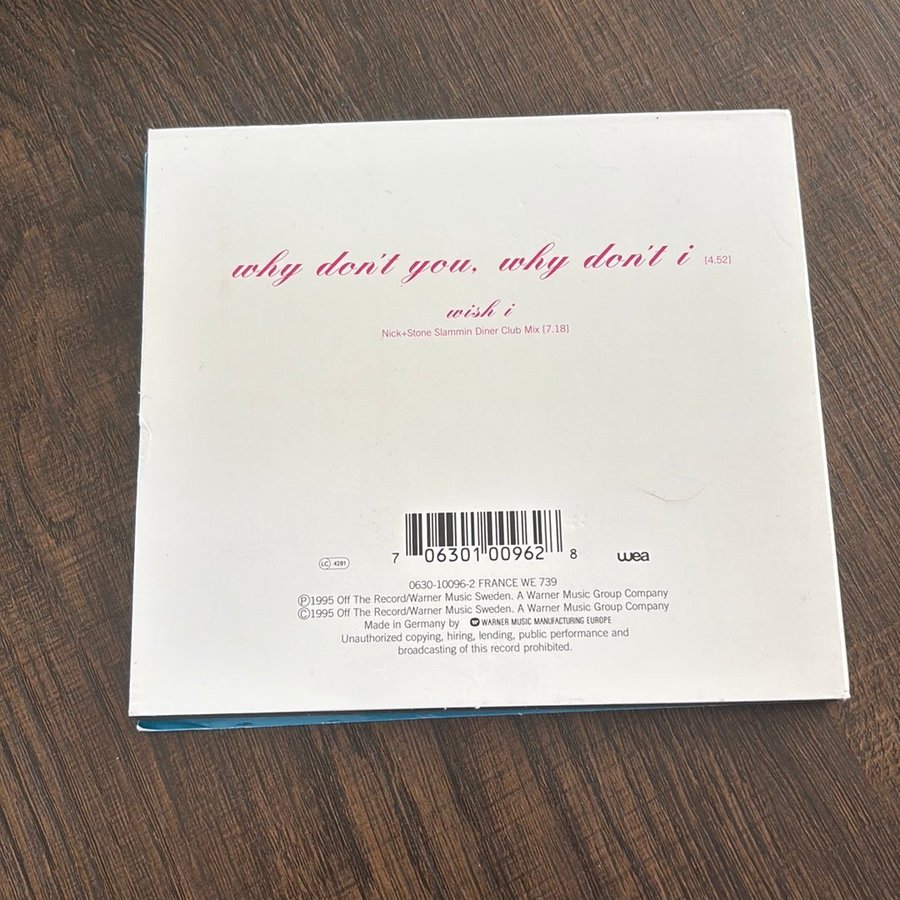 why don't you, why don't i [4.52]
wish i
Nick+Stone Slammin Diner Club Mix [7.18]
7 06301 00962 8
LC 4281
wea
0630-10096-2 FRANCE WE 739
Ⓟ1995 Off The Record/Warner Music Sweden. A Warner Music Group Company
©1995 Off The Record/Warner Music Sweden. A Warner Music Group Company
Made in Germany by WARNER MUSIC MANUFACTURING EUROPE
Unauthorized copying, hiring, lending, public performance and
broadcasting of this record prohibited.